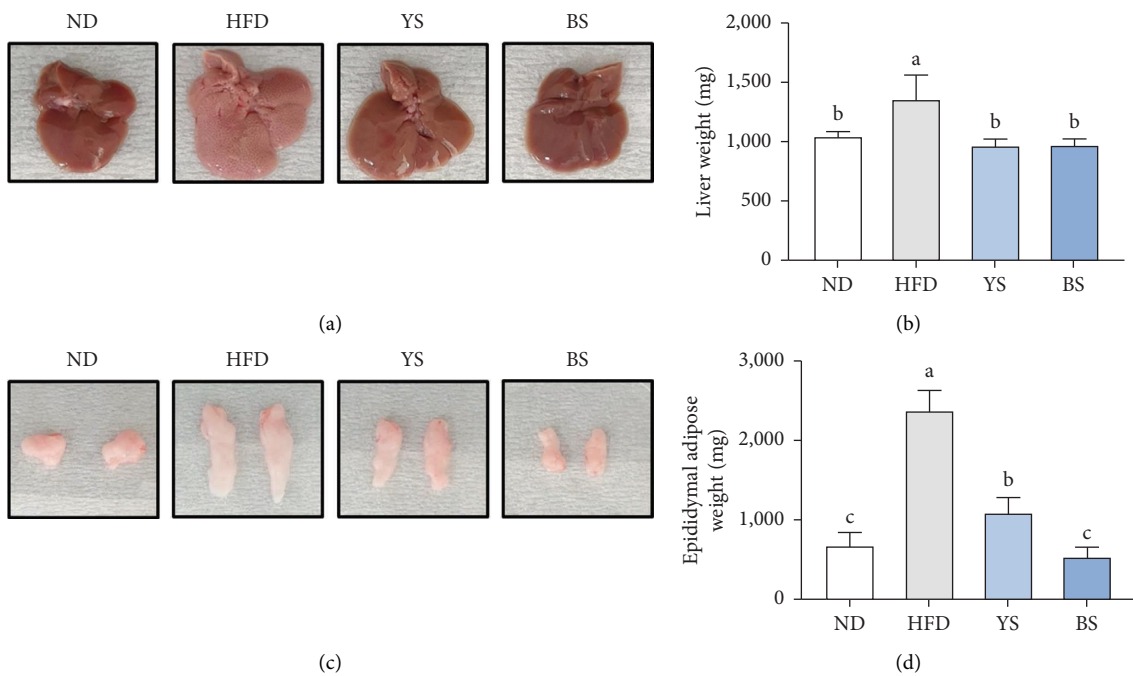 ND HFD YS BS
(a)
2,000
1,500
1,000
500
0
Liver weight (mg)
b a b b
ND HFD YS BS
(b)
ND HFD YS BS
(c)
3,000
2,000
1,000
0
Epididymal adipose
weight (mg)
c a b c
ND HFD YS BS
(d)